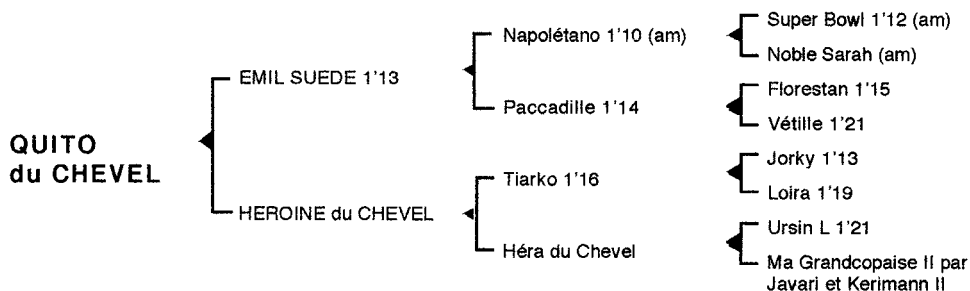 QUITO
du CHEVEL
EMIL SUEDE 1'13
HEROINE du CHEVEL
Napolétano 1'10 (am)
Paccadille 1'14
Tiarko 1'16
Héra du Chevel
Super Bowl 1'12 (am)
Noble Sarah (am)
Florestan 1'15
Vétille 1'21
Jorky 1'13
Loira 1'19
Ursin L 1'21
Ma Grandcopaise II par
Javari et Kerimann II